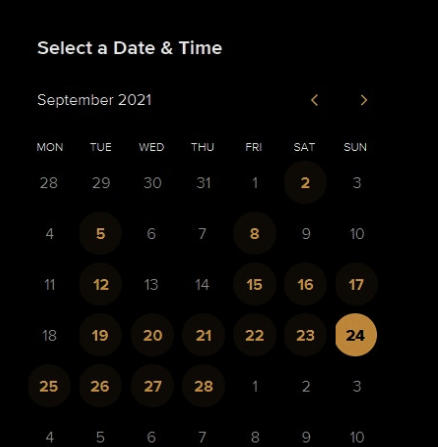 Select a Date & Time
September 2021
MON TUE WED THU FRI SAT SUN
28 29 30 31 1 2 3
4 5 6 7 8 9 10
11 12 13 14 15 16 17
18 19 20 21 22 23 24
25 26 27 28 1 2 3
4 5 6 7 8 9 10